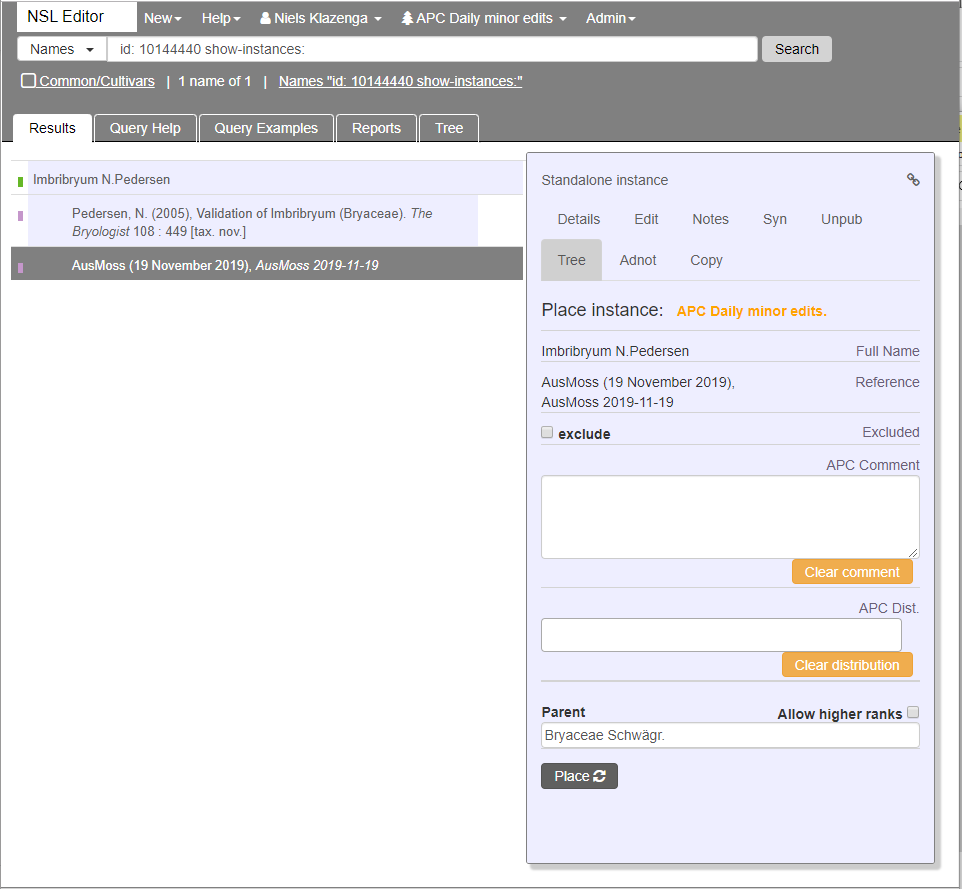 NSL Editor New Help Niels Klazenga APC Daily minor edits Admin
Names id: 10144440 show-instances: Search
Common/Cultivars | 1 name of 1 | Names "id: 10144440 show-instances:"
Results Query Help Query Examples Reports Tree
Imbribryum N.Pedersen
Pedersen, N. (2005), Validation of Imbribryum (Bryaceae). The
Bryologist 108 : 449 [tax. nov.]
AusMoss (19 November 2019), AusMoss 2019-11-19
Standalone instance
Details Edit Notes Syn Unpub
Tree Adnot Copy
Place instance: APC Daily minor edits.
Imbribryum N.Pedersen Full Name
AusMoss (19 November 2019), Reference
AusMoss 2019-11-19
exclude Excluded
APC Comment
Clear comment
APC Dist.
Clear distribution
Parent Allow higher ranks
Bryaceae Schwägr.
Place